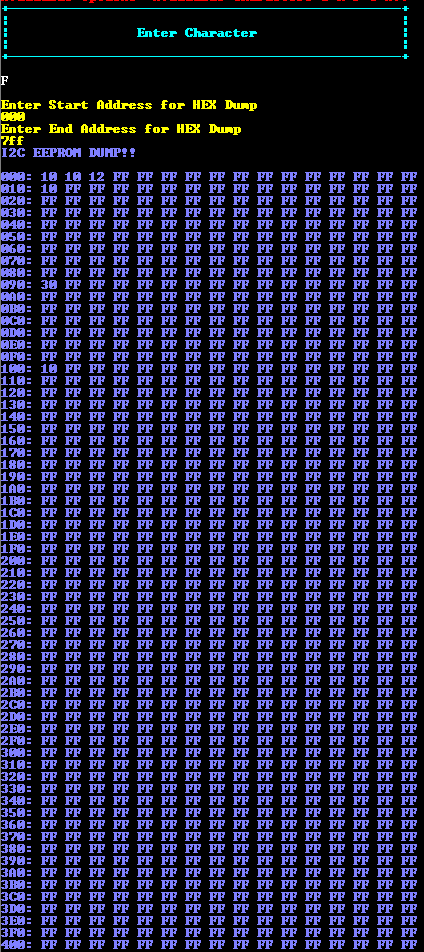 Enter Character
F
Enter Start Address for HEX Dump
000
Enter End Address for HEX Dump
7ff
I2C EEPROM DUMP!!
000: 10 10 12 FF FF FF FF FF FF FF FF FF FF FF FF FF
010: 10 FF FF FF FF FF FF FF FF FF FF FF FF FF FF FF
020: FF FF FF FF FF FF FF FF FF FF FF FF FF FF FF FF
030: FF FF FF FF FF FF FF FF FF FF FF FF FF FF FF FF
040: FF FF FF FF FF FF FF FF FF FF FF FF FF FF FF FF
050: FF FF FF FF FF FF FF FF FF FF FF FF FF FF FF FF
060: FF FF FF FF FF FF FF FF FF FF FF FF FF FF FF FF
070: FF FF FF FF FF FF FF FF FF FF FF FF FF FF FF FF
080: FF FF FF FF FF FF FF FF FF FF FF FF FF FF FF FF
090: 30 FF FF FF FF FF FF FF FF FF FF FF FF FF FF FF
0A0: FF FF FF FF FF FF FF FF FF FF FF FF FF FF FF FF
0B0: FF FF FF FF FF FF FF FF FF FF FF FF FF FF FF FF
0C0: FF FF FF FF FF FF FF FF FF FF FF FF FF FF FF FF
0D0: FF FF FF FF FF FF FF FF FF FF FF FF FF FF FF FF
0E0: FF FF FF FF FF FF FF FF FF FF FF FF FF FF FF FF
0F0: FF FF FF FF FF FF FF FF FF FF FF FF FF FF FF FF
100: 10 FF FF FF FF FF FF FF FF FF FF FF FF FF FF FF
110: FF FF FF FF FF FF FF FF FF FF FF FF FF FF FF FF
120: FF FF FF FF FF FF FF FF FF FF FF FF FF FF FF FF
130: FF FF FF FF FF FF FF FF FF FF FF FF FF FF FF FF
140: FF FF FF FF FF FF FF FF FF FF FF FF FF FF FF FF
150: FF FF FF FF FF FF FF FF FF FF FF FF FF FF FF FF
160: FF FF FF FF FF FF FF FF FF FF FF FF FF FF FF FF
170: FF FF FF FF FF FF FF FF FF FF FF FF FF FF FF FF
180: FF FF FF FF FF FF FF FF FF FF FF FF FF FF FF FF
190: FF FF FF FF FF FF FF FF FF FF FF FF FF FF FF FF
1A0: FF FF FF FF FF FF FF FF FF FF FF FF FF FF FF FF
1B0: FF FF FF FF FF FF FF FF FF FF FF FF FF FF FF FF
1C0: FF FF FF FF FF FF FF FF FF FF FF FF FF FF FF FF
1D0: FF FF FF FF FF FF FF FF FF FF FF FF FF FF FF FF
1E0: FF FF FF FF FF FF FF FF FF FF FF FF FF FF FF FF
1F0: FF FF FF FF FF FF FF FF FF FF FF FF FF FF FF FF
200: FF FF FF FF FF FF FF FF FF FF FF FF FF FF FF FF
210: FF FF FF FF FF FF FF FF FF FF FF FF FF FF FF FF
220: FF FF FF FF FF FF FF FF FF FF FF FF FF FF FF FF
230: FF FF FF FF FF FF FF FF FF FF FF FF FF FF FF FF
240: FF FF FF FF FF FF FF FF FF FF FF FF FF FF FF FF
250: FF FF FF FF FF FF FF FF FF FF FF FF FF FF FF FF
260: FF FF FF FF FF FF FF FF FF FF FF FF FF FF FF FF
270: FF FF FF FF FF FF FF FF FF FF FF FF FF FF FF FF
280: FF FF FF FF FF FF FF FF FF FF FF FF FF FF FF FF
290: FF FF FF FF FF FF FF FF FF FF FF FF FF FF FF FF
2A0: FF FF FF FF FF FF FF FF FF FF FF FF FF FF FF FF
2B0: FF FF FF FF FF FF FF FF FF FF FF FF FF FF FF FF
2C0: FF FF FF FF FF FF FF FF FF FF FF FF FF FF FF FF
2D0: FF FF FF FF FF FF FF FF FF FF FF FF FF FF FF FF
2E0: FF FF FF FF FF FF FF FF FF FF FF FF FF FF FF FF
2F0: FF FF FF FF FF FF FF FF FF FF FF FF FF FF FF FF
300: FF FF FF FF FF FF FF FF FF FF FF FF FF FF FF FF
310: FF FF FF FF FF FF FF FF FF FF FF FF FF FF FF FF
320: FF FF FF FF FF FF FF FF FF FF FF FF FF FF FF FF
330: FF FF FF FF FF FF FF FF FF FF FF FF FF FF FF FF
340: FF FF FF FF FF FF FF FF FF FF FF FF FF FF FF FF
350: FF FF FF FF FF FF FF FF FF FF FF FF FF FF FF FF
360: FF FF FF FF FF FF FF FF FF FF FF FF FF FF FF FF
370: FF FF FF FF FF FF FF FF FF FF FF FF FF FF FF FF
380: FF FF FF FF FF FF FF FF FF FF FF FF FF FF FF FF
390: FF FF FF FF FF FF FF FF FF FF FF FF FF FF FF FF
3A0: FF FF FF FF FF FF FF FF FF FF FF FF FF FF FF FF
3B0: FF FF FF FF FF FF FF FF FF FF FF FF FF FF FF FF
3C0: FF FF FF FF FF FF FF FF FF FF FF FF FF FF FF FF
3D0: FF FF FF FF FF FF FF FF FF FF FF FF FF FF FF FF
3E0: FF FF FF FF FF FF FF FF FF FF FF FF FF FF FF FF
3F0: FF FF FF FF FF FF FF FF FF FF FF FF FF FF FF FF
400: FF FF FF FF FF FF FF FF FF FF FF FF FF FF FF FF